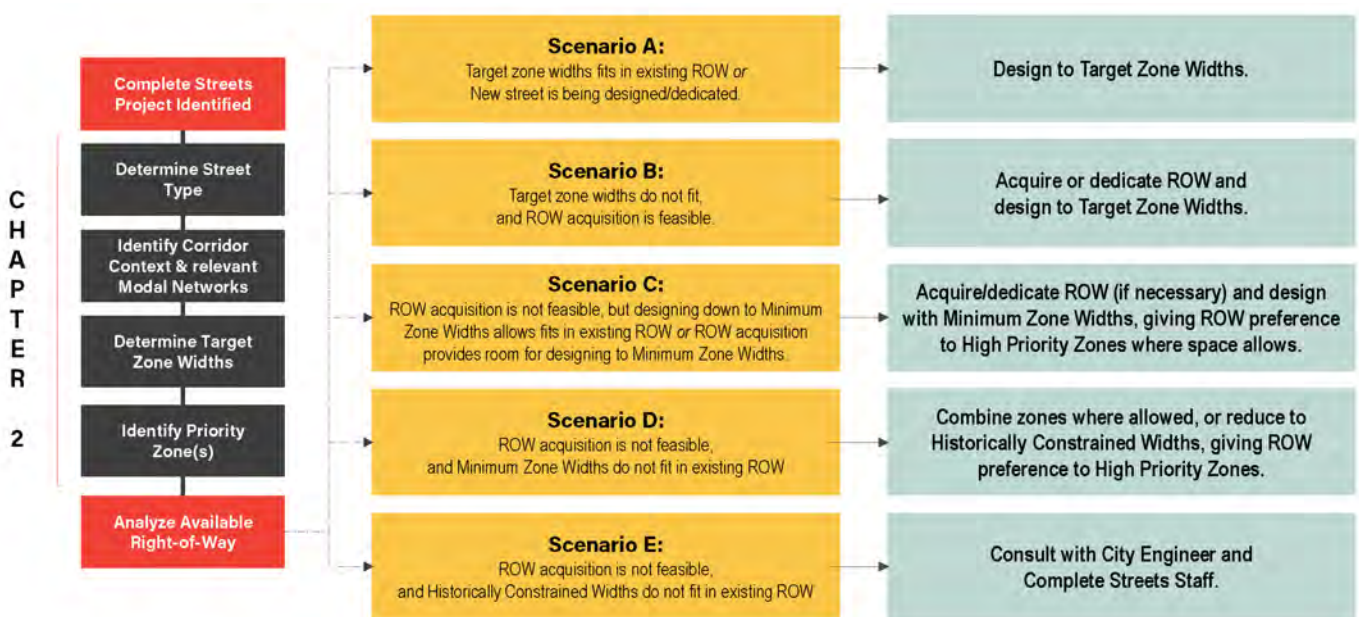 CHAPTER 2
Complete Streets
Project Identified
Determine Street
Type
Identify Corridor
Context & relevant
Modal Networks
Determine Target
Zone Widths
Identify Priority
Zone(s)
Analyze Available
Right-of-Way
Scenario A:
Target zone widths fits in existing ROW or
New street is being designed/dedicated.
Design to Target Zone Widths.
Scenario B:
Target zone widths do not fit,
and ROW acquisition is feasible.
Acquire or dedicate ROW and
design to Target Zone Widths.
Scenario C:
ROW acquisition is not feasible, but designing down to Minimum
Zone Widths allows fits in existing ROW or ROW acquisition
provides room for designing to Minimum Zone Widths.
Acquire/dedicate ROW (if necessary) and design
with Minimum Zone Widths, giving ROW preference
to High Priority Zones where space allows.
Scenario D:
ROW acquisition is not feasible,
and Minimum Zone Widths do not fit in existing ROW
Combine zones where allowed, or reduce to
Historically Constrained Widths, giving ROW
preference to High Priority Zones.
Scenario E:
ROW acquisition is not feasible,
and Historically Constrained Widths do not fit in existing ROW
Consult with City Engineer and
Complete Streets Staff.